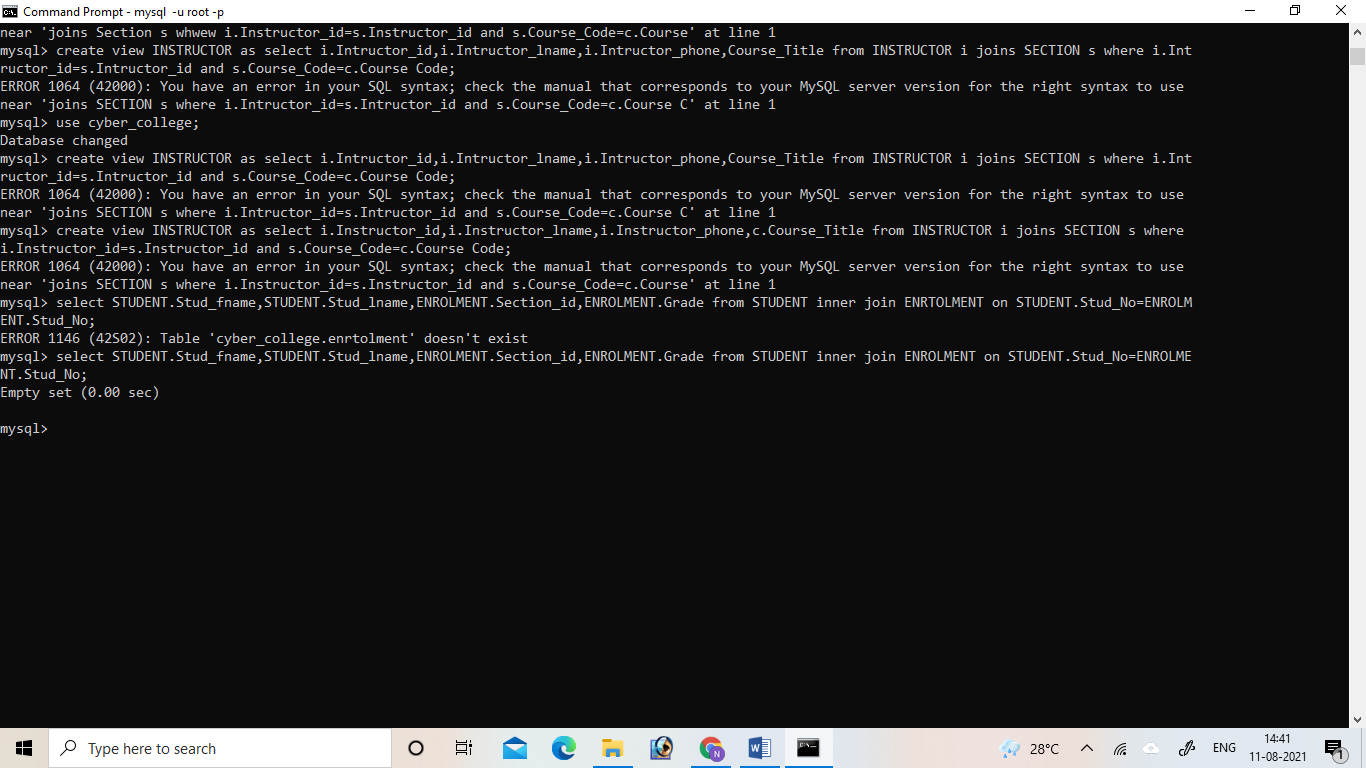 Command Prompt - mysql -u root -p
near 'joins Section s whwew i.Instructor_id=s.Instructor_id and s.Course_Code=c.Course' at line 1
mysql> create view INSTRUCTOR as select i.Intructor_id,i.Intructor_lname,i.Intructor_phone,Course_Title from INSTRUCTOR i joins SECTION s where i.Int
ructor_id=s.Intructor_id and s.Course_Code=c.Course Code;
ERROR 1064 (42000): You have an error in your SQL syntax; check the manual that corresponds to your MySQL server version for the right syntax to use
near 'joins SECTION s where i.Intructor_id=s.Intructor_id and s.Course_Code=c.Course C' at line 1
mysql> use cyber_college;
Database changed
mysql> create view INSTRUCTOR as select i.Intructor_id,i.Intructor_lname,i.Intructor_phone,Course_Title from INSTRUCTOR i joins SECTION s where i.Int
ructor_id=s.Intructor_id and s.Course_Code=c.Course Code;
ERROR 1064 (42000): You have an error in your SQL syntax; check the manual that corresponds to your MySQL server version for the right syntax to use
near 'joins SECTION s where i.Intructor_id=s.Intructor_id and s.Course_Code=c.Course C' at line 1
mysql> create view INSTRUCTOR as select i.Instructor_id,i.Instructor_lname,i.Instructor_phone,c.Course_Title from INSTRUCTOR i joins SECTION s where
i.Instructor_id=s.Instructor_id and s.Course_Code=c.Course Code;
ERROR 1064 (42000): You have an error in your SQL syntax; check the manual that corresponds to your MySQL server version for the right syntax to use
near 'joins SECTION s where i.Instructor_id=s.Instructor_id and s.Course_Code=c.Course' at line 1
mysql> select STUDENT.Stud_fname,STUDENT.Stud_lname,ENROLMENT.Section_id,ENROLMENT.Grade from STUDENT inner join ENRTOLMENT on STUDENT.Stud_No=ENROLM
ENT.Stud_No;
ERROR 1146 (42S02): Table 'cyber_college.enrtolment' doesn't exist
mysql> select STUDENT.Stud_fname,STUDENT.Stud_lname,ENROLMENT.Section_id,ENROLMENT.Grade from STUDENT inner join ENROLMENT on STUDENT.Stud_No=ENROLME
NT.Stud_No;
Empty set (0.00 sec)
mysql>
Type here to search
N
W
28°C
ENG
14:41
11-08-2021
1